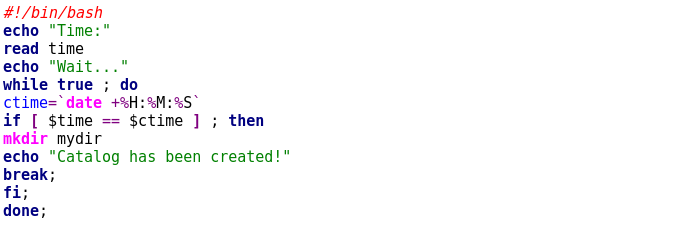 #!/bin/bash
echo "Time:"
read time
echo "Wait..."
while true ; do
ctime=`date +%H:%M:%S`
if [ $time == $ctime ] ; then
mkdir mydir
echo "Catalog has been created!"
break;
fi;
done;